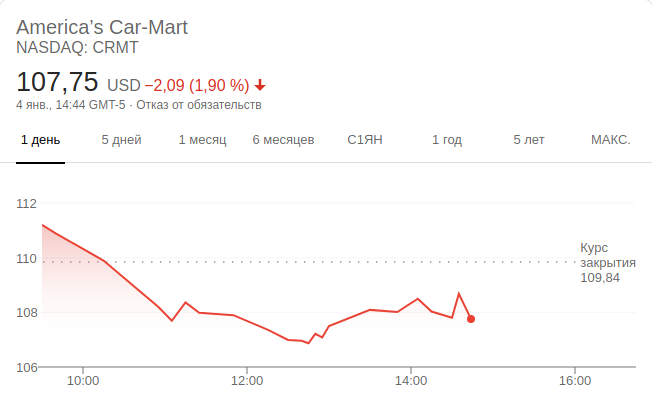 America’s Car-Mart
NASDAQ: CRMT
107,75 USD −2,09 (1,90 %)
4 янв., 14:44 GMT-5 · Отказ от обязательств
1 день 5 дней 1 месяц 6 месяцев С1ЯН 1 год 5 лет МАКС.
112
Курс
110 закрытия
109,84
108
106
10:00 12:00 14:00 16:00